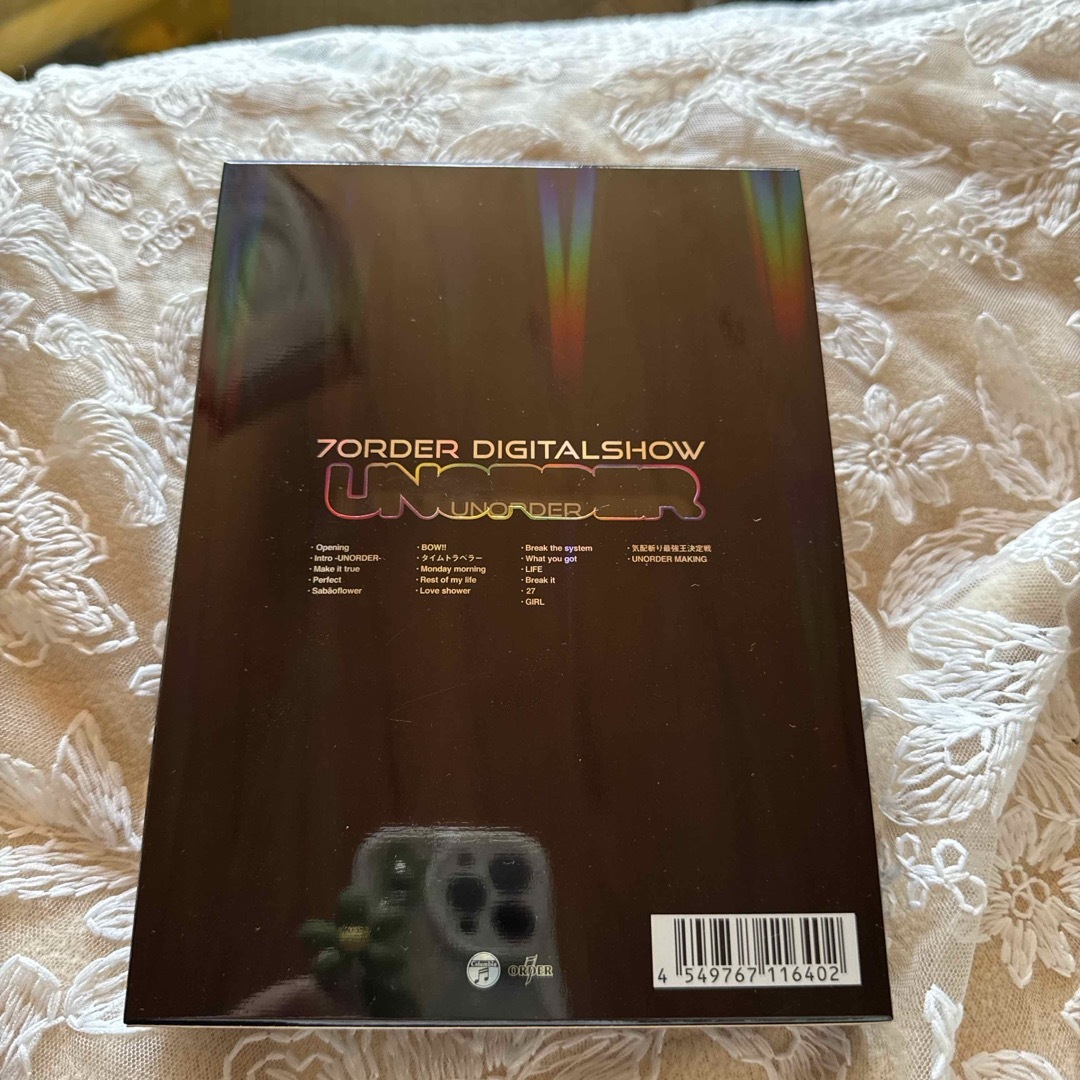 7ORDER DIGITALSHOW
UNORDER
UNORDER
・Opening
・Intro -UNORDER-
・Make it true
・Perfect
・Sabãoflower
・BOW!!
・タイムトラベラー
・Monday morning
・Rest of my life
・Love shower
・Break the system
・What you got
・LIFE
・Break it
・27
・GIRL
・気配斬り最強王決定戦
・UNORDER MAKING
Columbia
7ORDER
4 549767 116402